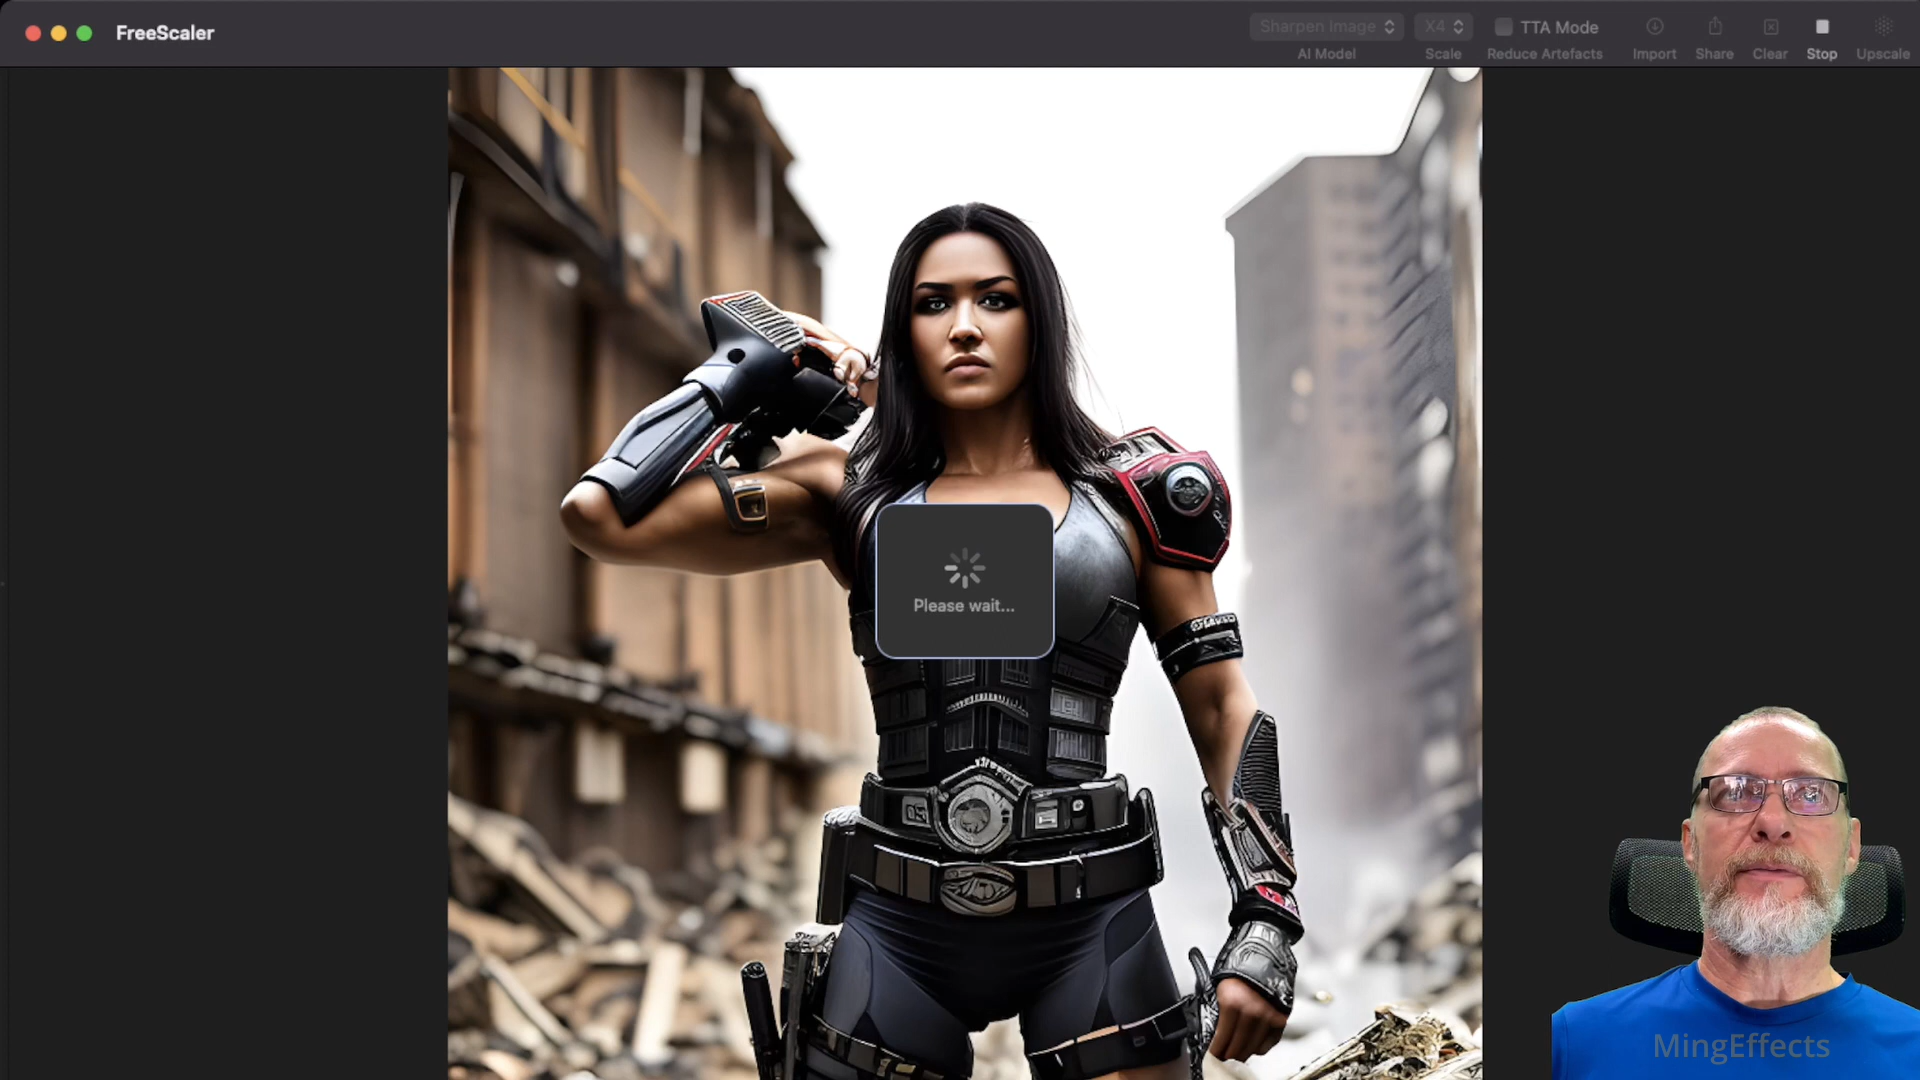 FreeScaler
Sharpen Image
AI Model
X4
Scale
TTA Mode
Reduce Artefacts
Import
Share
Clear
Stop
Upscale
Please wait...
MingEffects